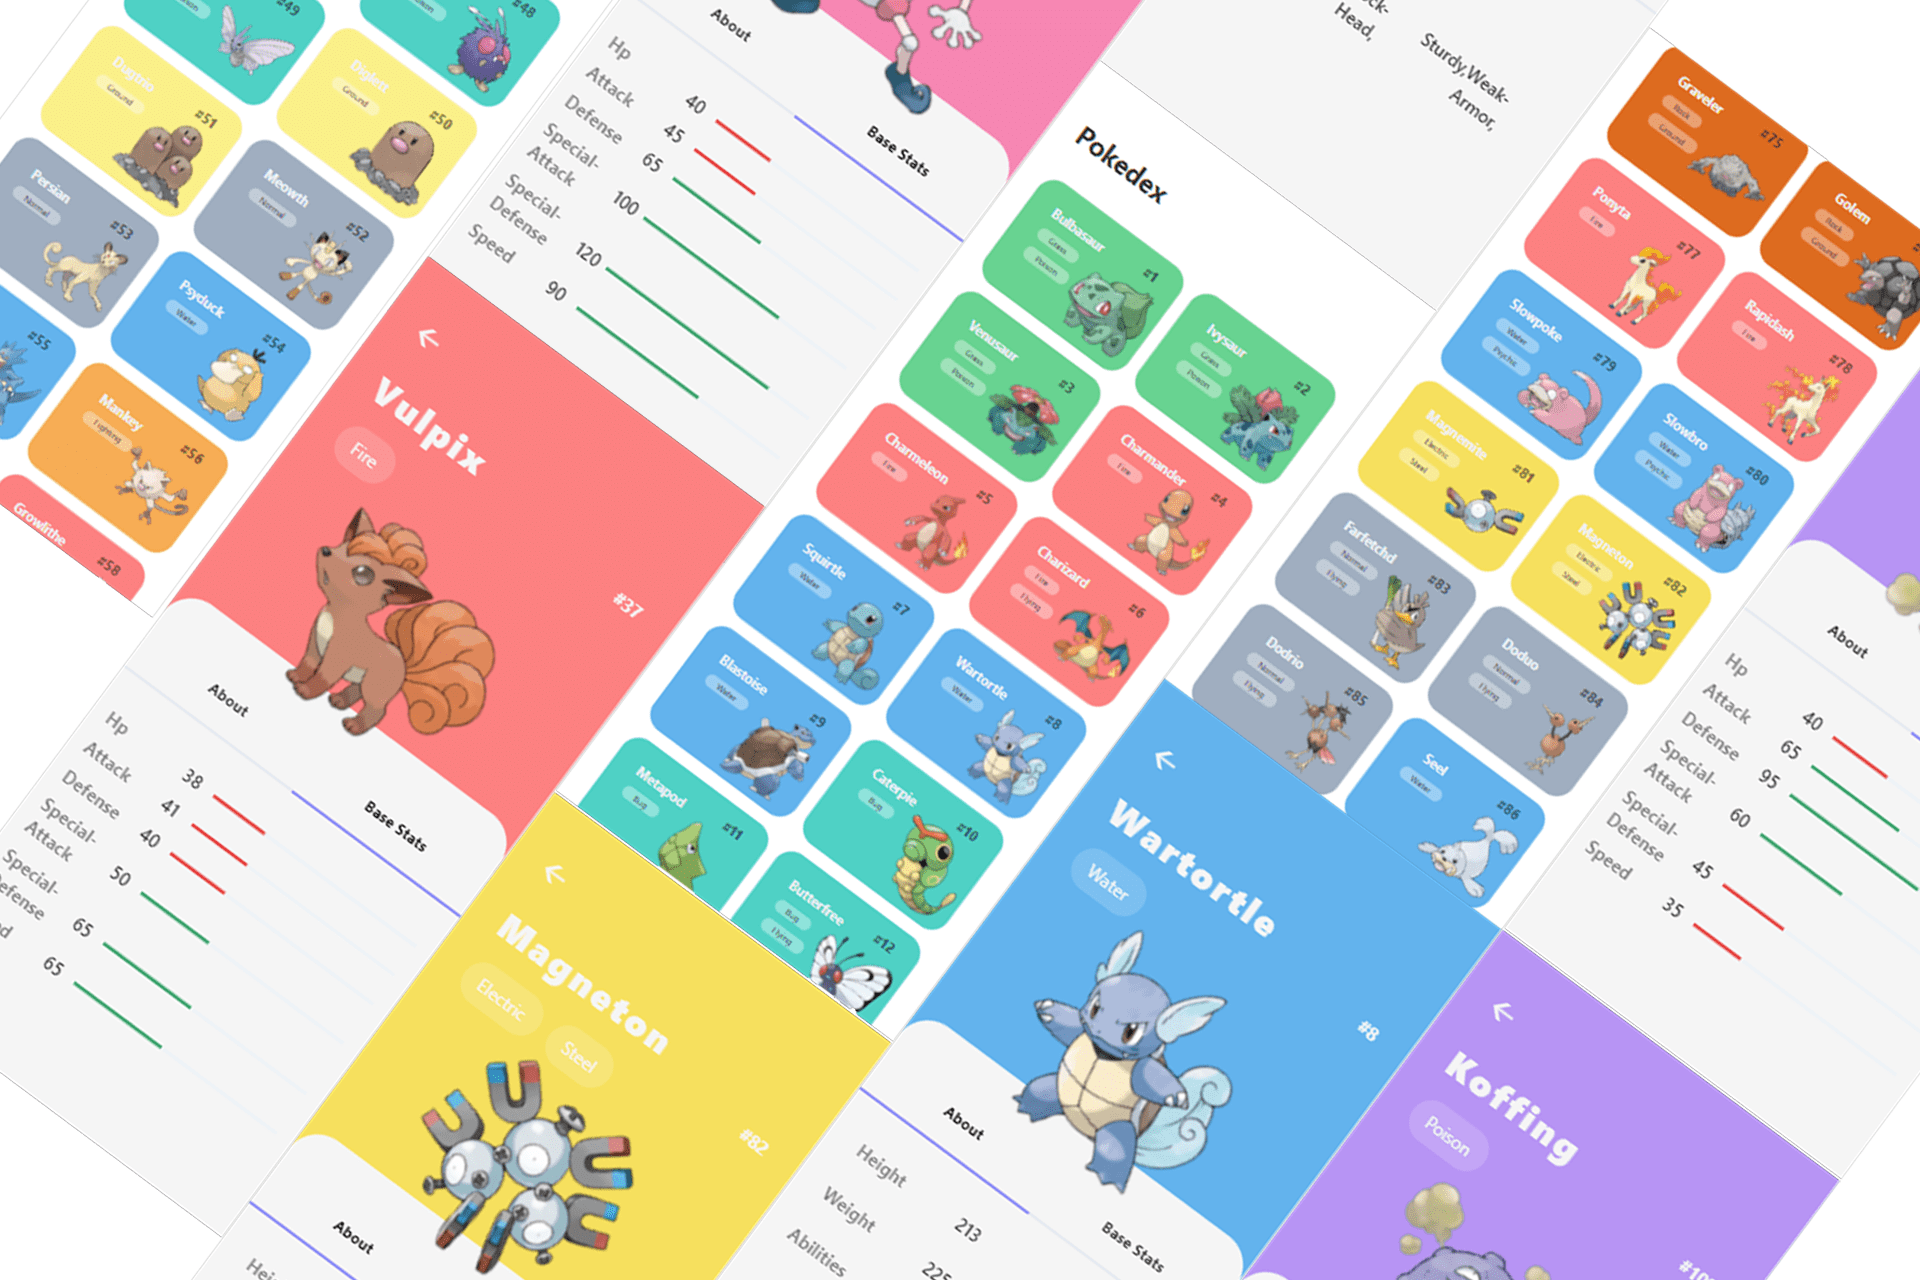 #49
#48
Dugtrio
Ground
#51
Diglett
Ground
#50
Persian
Normal
#53
Meowth
Normal
#52
#55
Psyduck
Water
#54
Mankey
Fighting
#56
Growlithe
#58
About
Base Stats
Hp
40
Attack
45
Defense
65
Special-
Attack
100
Special-
Defense
120
Speed
90
Vulpix
Fire
#37
About
Base Stats
Hp
38
Attack
41
Defense
40
Special-
Attack
50
Special-
65
65
Magneton
Electric
Steel
#82
About
Head,
Sturdy,Weak-
Armor,
Pokedex
Bulbasaur
Grass
Poison
#1
Ivysaur
Grass
Poison
#2
Venusaur
Grass
Poison
#3
Charmander
Fire
#4
Charmeleon
Fire
#5
Charizard
Fire
Flying
#6
Squirtle
Water
#7
Wartortle
Water
#8
Blastoise
Water
#9
Caterpie
Bug
#10
Metapod
Bug
#11
Butterfree
Bug
Flying
#12
Wartortle
Water
#8
About
Base Stats
Height
213
Weight
225
Abilities
Graveler
Rock
Ground
#75
Golem
Rock
Ground
Ponyta
Fire
#77
Rapidash
Fire
#78
Slowpoke
Water
Psychic
#79
Slowbro
Water
Psychic
#80
Magnemite
Electric
Steel
#81
Magneton
Electric
Steel
#82
Farfetchd
Normal
Flying
#83
Doduo
Normal
Flying
#84
Dodrio
Normal
Flying
#85
Seel
Water
#86
Koffing
Poison
About
Hp
40
Attack
65
Defense
95
Special-
Attack
60
Special-
Defense
45
Speed
35